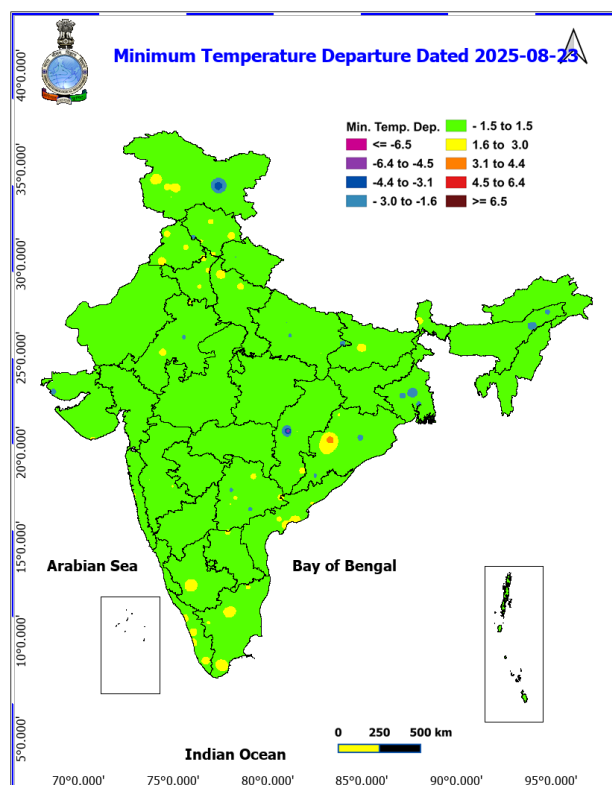 Minimum Temperature Departure Dated 2025-08-23
Min. Temp. Dep.
<= -6.5
-6.4 to -4.5
-4.4 to -3.1
- 3.0 to -1.6
- 1.5 to 1.5
1.6 to 3.0
3.1 to 4.4
4.5 to 6.4
>= 6.5
40°0.000'
35°0.000'
30°0.000'
25°0.000'
20°0.000'
15°0.000'
10°0.000'
5°0.000'
Arabian Sea
Bay of Bengal
Indian Ocean
0 250 500 km
70°0.000' 75°0.000' 80°0.000' 85°0.000' 90°0.000' 95°0.000'